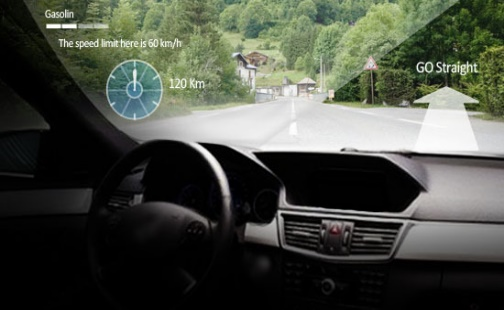 Gasolin
The speed limit here is 60 km/h
120 Km
GO Straight